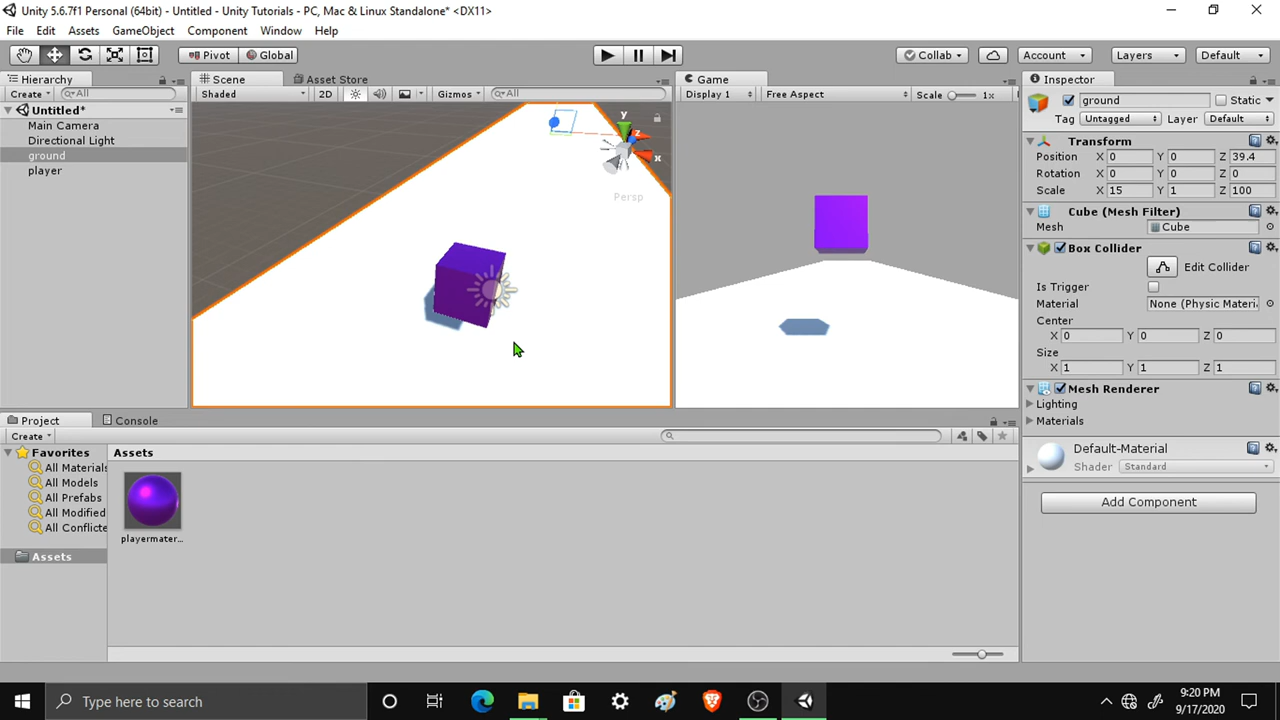 Unity 5.6.7f1 Personal (64bit) - Untitled - Unity Tutorials - PC, Mac & Linux Standalone* <DX11>
File Edit Assets GameObject Component Window Help
Pivot Global Collab Account Layers Default
Hierarchy Scene Asset Store Game Inspector
Create All Shaded 2D Gizmos All Display 1 Free Aspect Scale 1x ground Static
Untitled* Tag Untagged Layer Default
Main Camera
Directional Light
ground
player
y
z
x
Persp
Transform
Position X 0 Y 0 Z 39.4
Rotation X 0 Y 0 Z 0
Scale X 15 Y 1 Z 100
Cube (Mesh Filter)
Mesh Cube
Box Collider
Edit Collider
Is Trigger
Material None (Physic Materi
Center
X 0 Y 0 Z 0
Size
X 1 Y 1 Z 1
Mesh Renderer
Lighting
Materials
Default-Material
Shader Standard
Add Component
Project Console
Create
Favorites Assets
All Materials
All Models
All Prefabs
All Modified
All Conflicte
Assets
playermater...
Type here to search
9:20 PM
9/17/2020